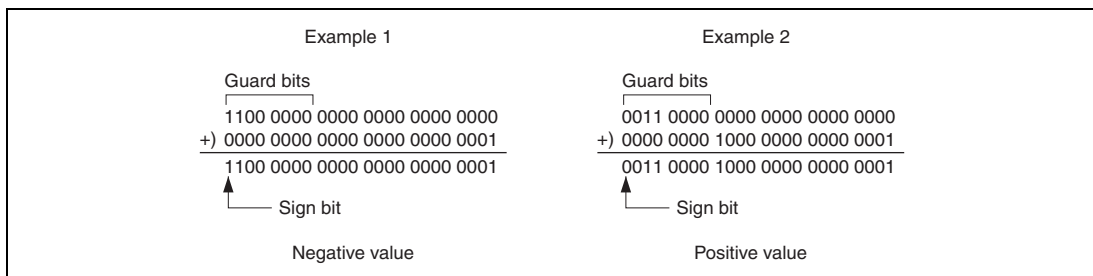 Example 1
Guard bits
1100 0000 0000 0000 0000 0000
+) 0000 0000 0000 0000 0000 0001
1100 0000 0000 0000 0000 0001
Sign bit
Negative value
Example 2
Guard bits
0011 0000 0000 0000 0000 0000
+) 0000 0000 1000 0000 0000 0001
0011 0000 1000 0000 0000 0001
Sign bit
Positive value